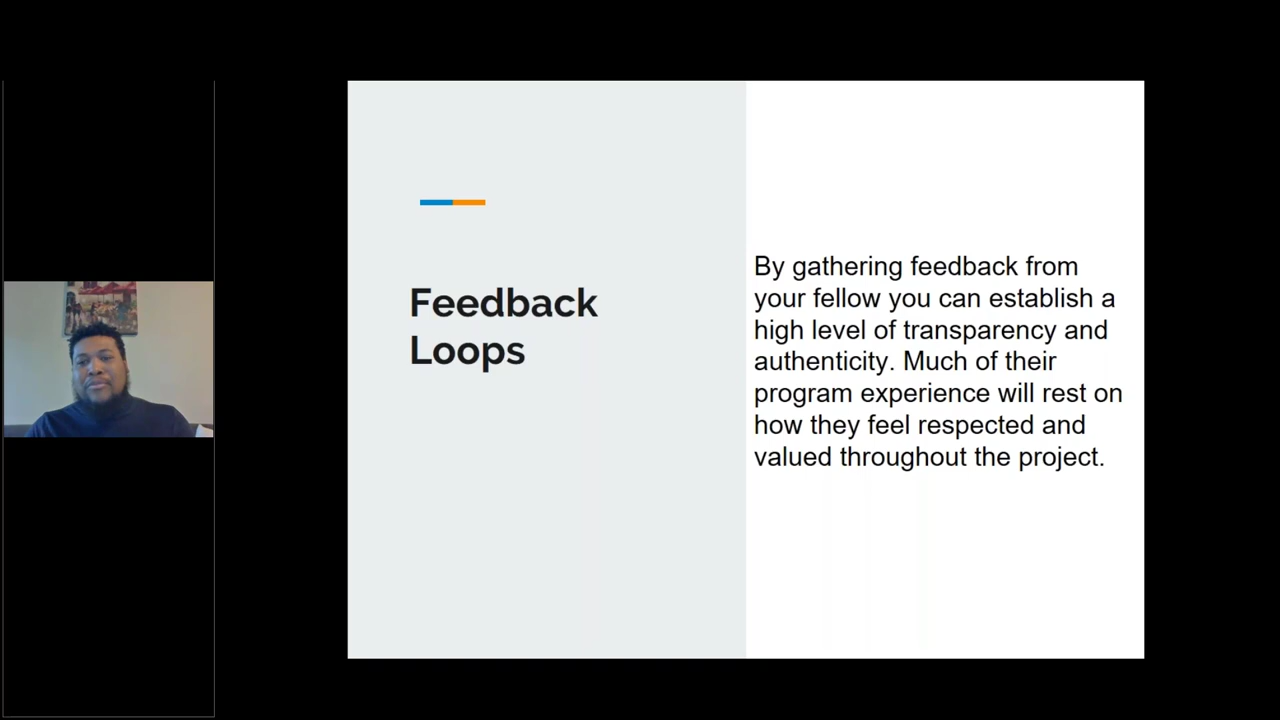 Feedback
Loops
By gathering feedback from
your fellow you can establish a
high level of transparency and
authenticity. Much of their
program experience will rest on
how they feel respected and
valued throughout the project.